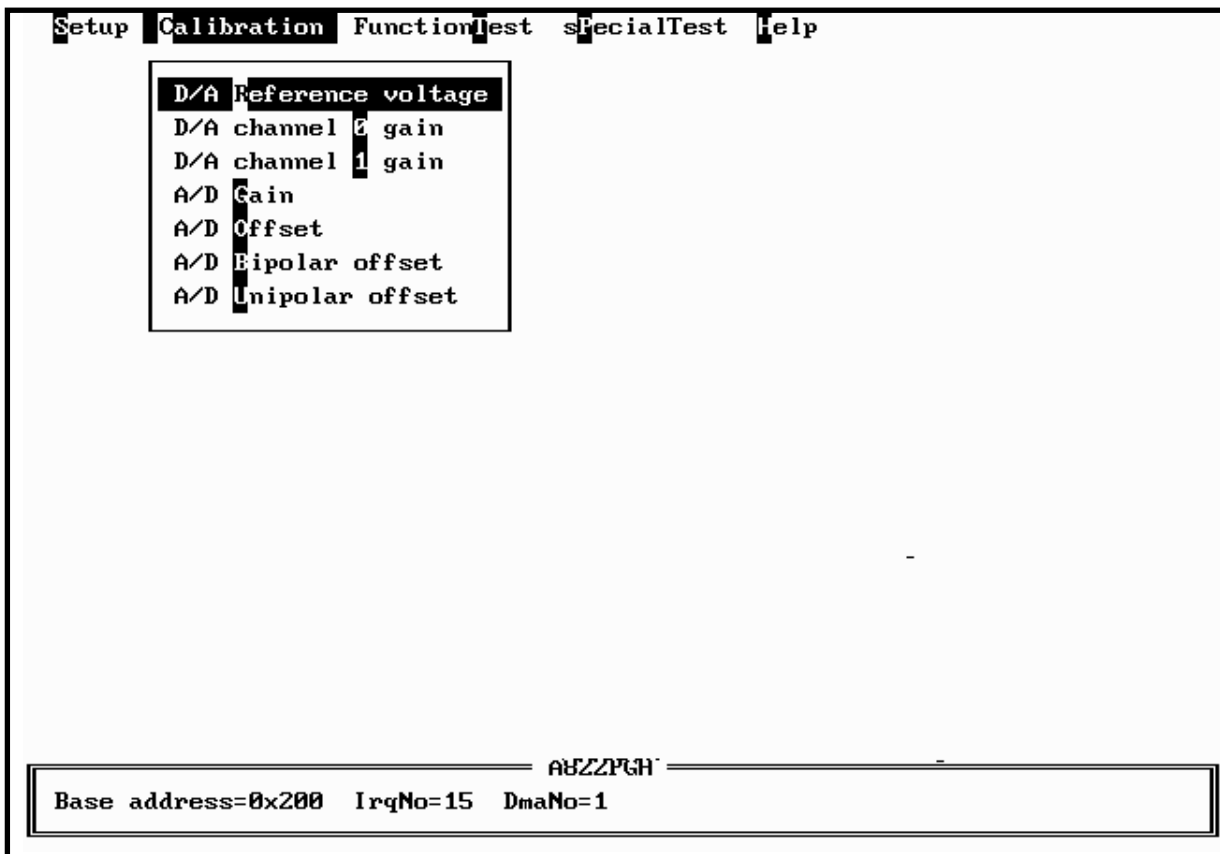 Setup Calibration FunctionTest sPecialTest Help
D/A Reference voltage
D/A channel 0 gain
D/A channel 1 gain
A/D Gain
A/D Offset
A/D Bipolar offset
A/D Unipolar offset
Base address=0x200 IrqNo=15 DmaNo=1